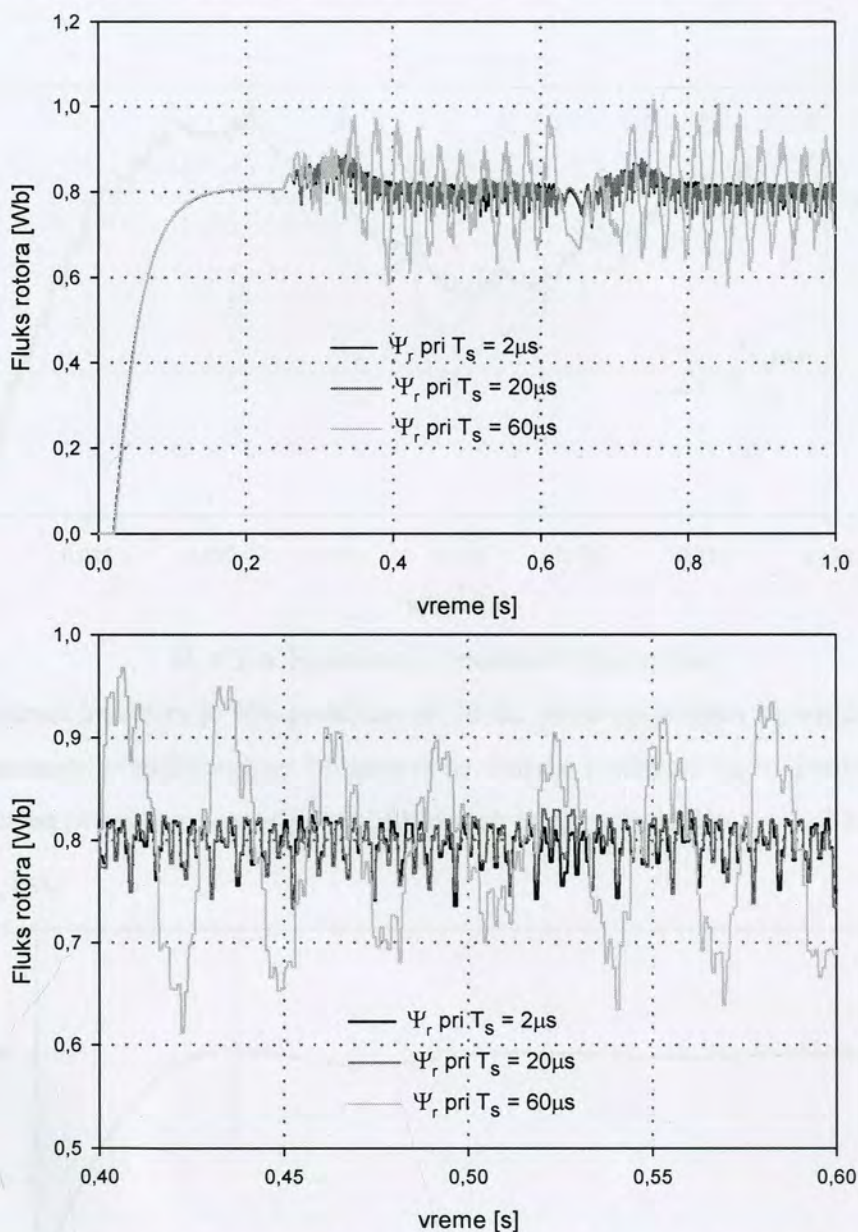 1,2
1,0
0,8
0,6
0,4
0,2
0,0
Fluks rotora [Wb]
Ψr pri Ts = 2μs
Ψr pri Ts = 20μs
Ψr pri Ts = 60μs
0,0 0,2 0,4 0,6 0,8 1,0
vreme [s]
1,0
0,9
0,8
0,7
0,6
0,5
Fluks rotora [Wb]
Ψr pri Ts = 2μs
Ψr pri Ts = 20μs
Ψr pri Ts = 60μs
0,40 0,45 0,50 0,55 0,60
vreme [s]